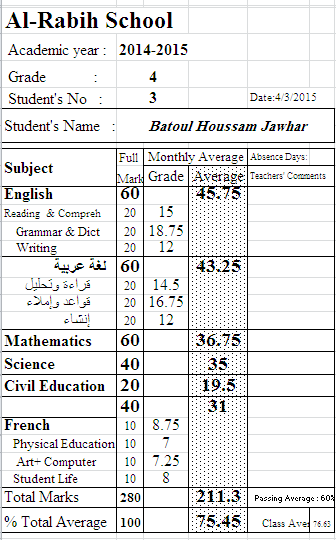 Al-Rabih School
Academic year : 2014-2015
Grade : 4
Student's No : 3 Date:4/3/2015
Student's Name : Batoul Houssam Jawhar
Subject Full Mark Monthly Average Absence Days:
Grade Average Teachers' Comments
English 60 45.75
Reading & Compreh 20 15
Grammar & Dict 20 18.75
Writing 20 12
لغة عربية 60 43.25
قراءة وتحليل 20 14.5
قواعد وإملاء 20 16.75
إنشاء 20 12
Mathematics 60 36.75
Science 40 35
Civil Education 20 19.5
40 31
French 10 8.75
Physical Education 10 7
Art+ Computer 10 7.25
Student Life 10 8
Total Marks 280 211.3 Passing Average : 60%
% Total Average 100 75.45 Class Aver 76.63